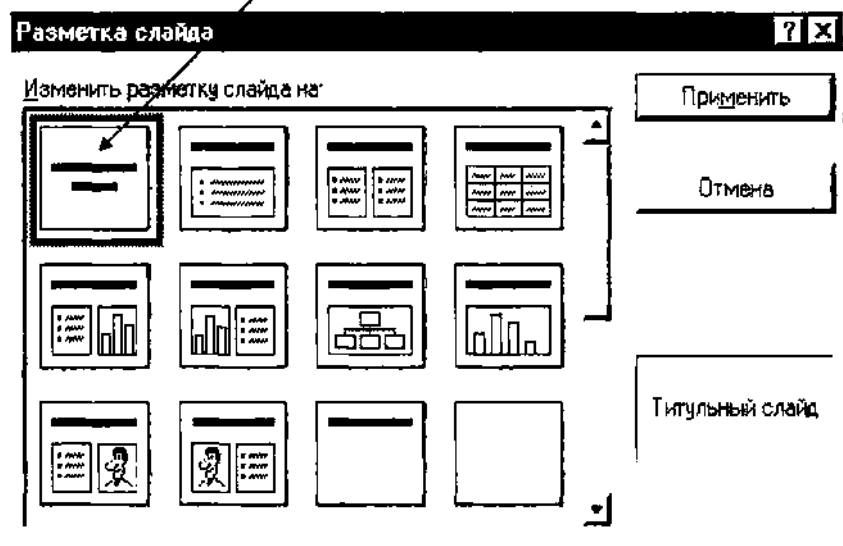 Разметка слайда
Изменить разметку слайда на:
Применить
Отмена
Титульный слайд